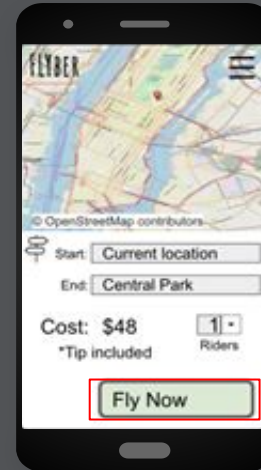 FLYBER
© OpenStreetMap contributors
Start: Current location
End: Central Park
Cost: $48 1
*Tip included Riders
Fly Now